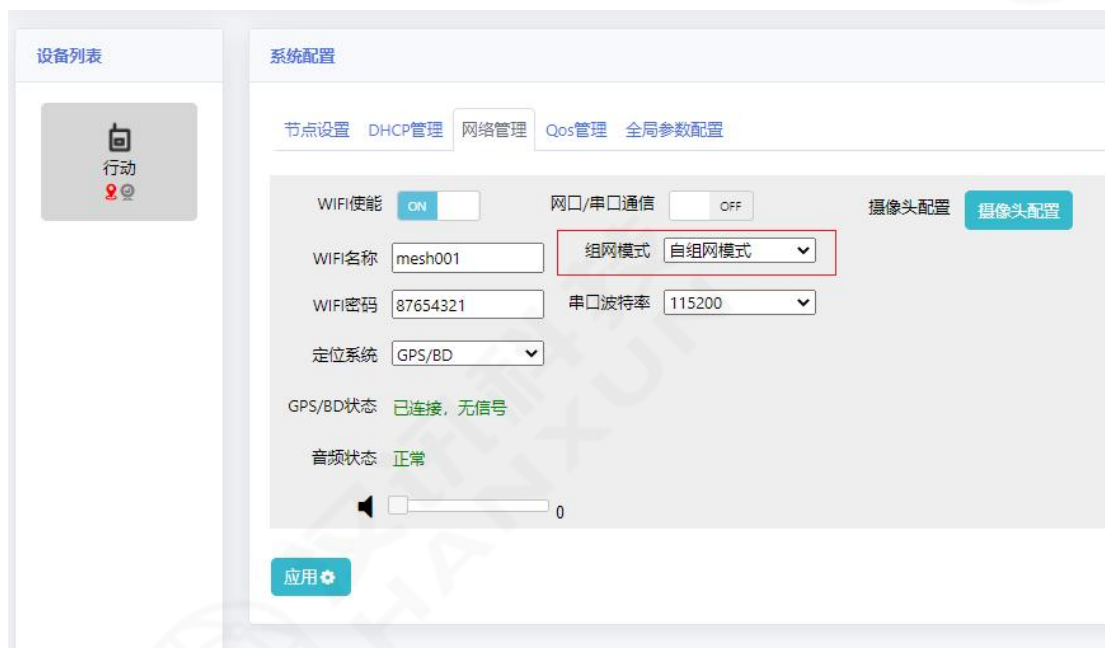 设备列表
行动
系统配置
节点设置 DHCP管理 网络管理 Qos管理 全局参数配置
WIFI使能 ON 网口/串口通信 OFF 摄像头配置 摄像头配置
WIFI名称 mesh001 组网模式 自组网模式
WIFI密码 87654321 串口波特率 115200
定位系统 GPS/BD
GPS/BD状态 已连接，无信号
音频状态 正常
0
应用
汉讯科技
HANXUN